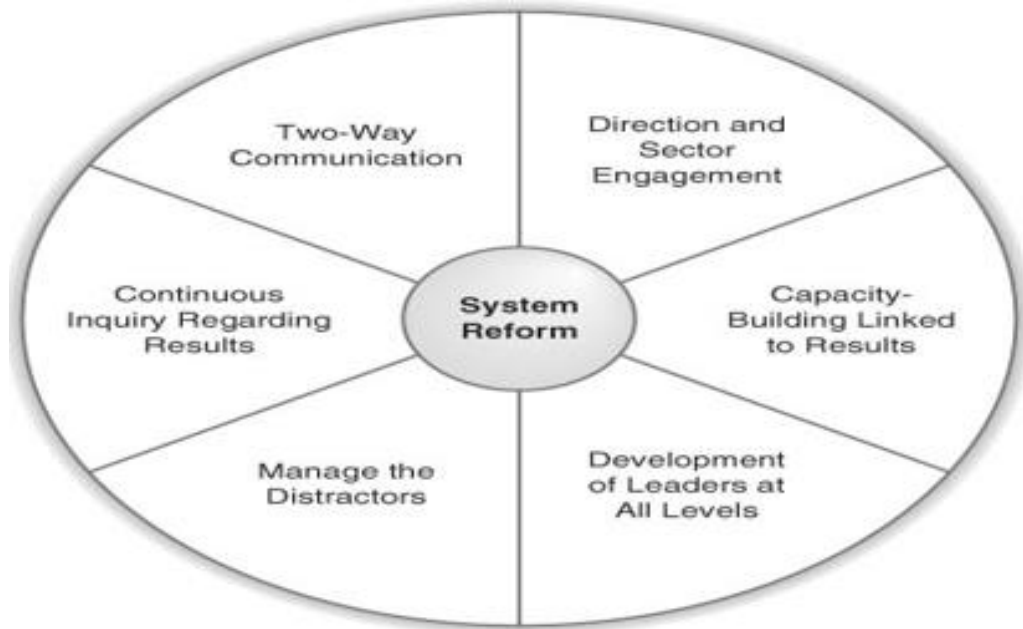 Two-Way
Communication
Direction and
Sector
Engagement
Continuous
Inquiry Regarding
Results
System
Reform
Capacity-
Building Linked
to Results
Manage the
Distractors
Development
of Leaders at
All Levels